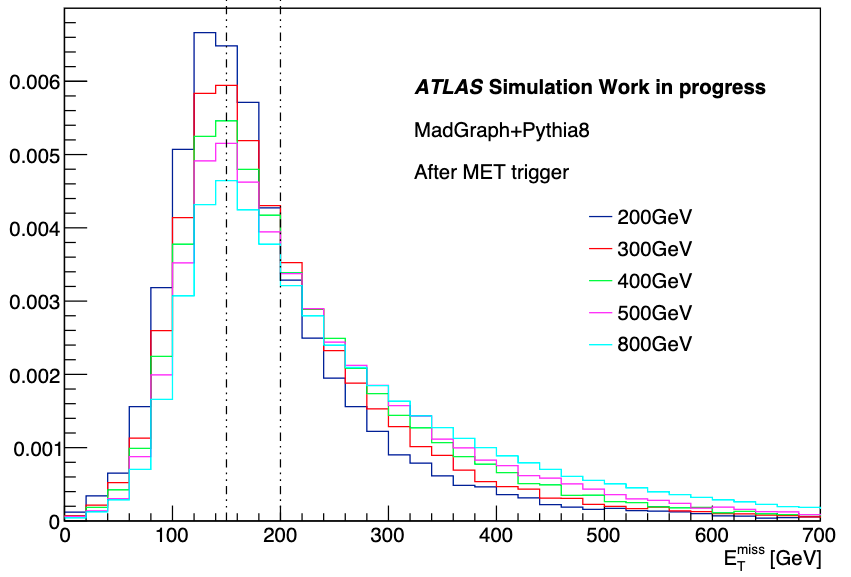 0.006
0.005
0.004
0.003
0.002
0.001
0
ATLAS Simulation Work in progress
MadGraph+Pythia8
After MET trigger
200GeV
300GeV
400GeV
500GeV
800GeV
0 100 200 300 400 500 600 700
E_T^miss [GeV]